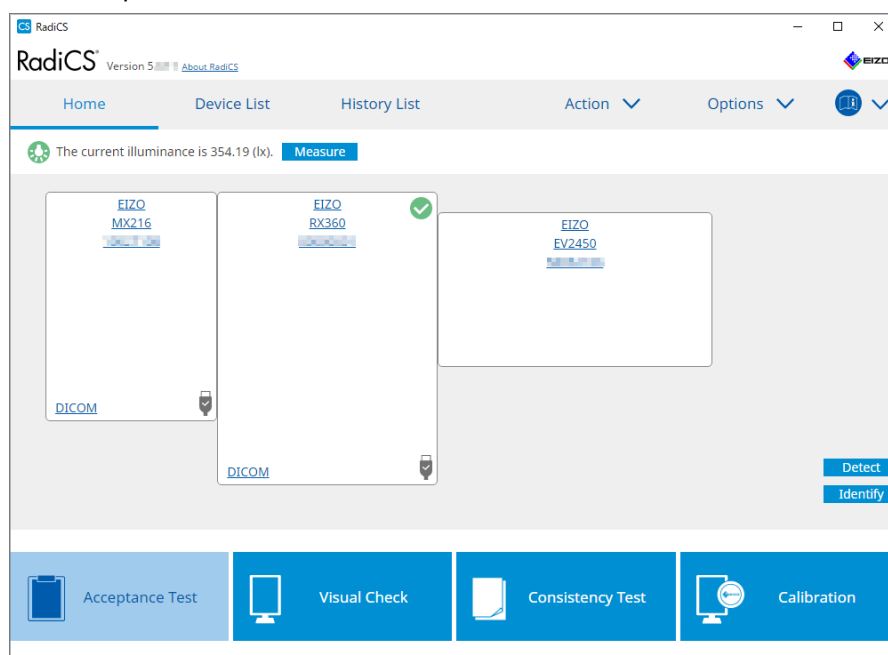 CS RadiCS
RadiCS® Version 5. About RadiCS
EIZO
Home Device List History List Action Options
The current illuminance is 354.19 (lx). Measure
EIZO
MX216
DICOM
EIZO
RX360
DICOM
EIZO
EV2450
Detect
Identify
Acceptance Test Visual Check Consistency Test Calibration